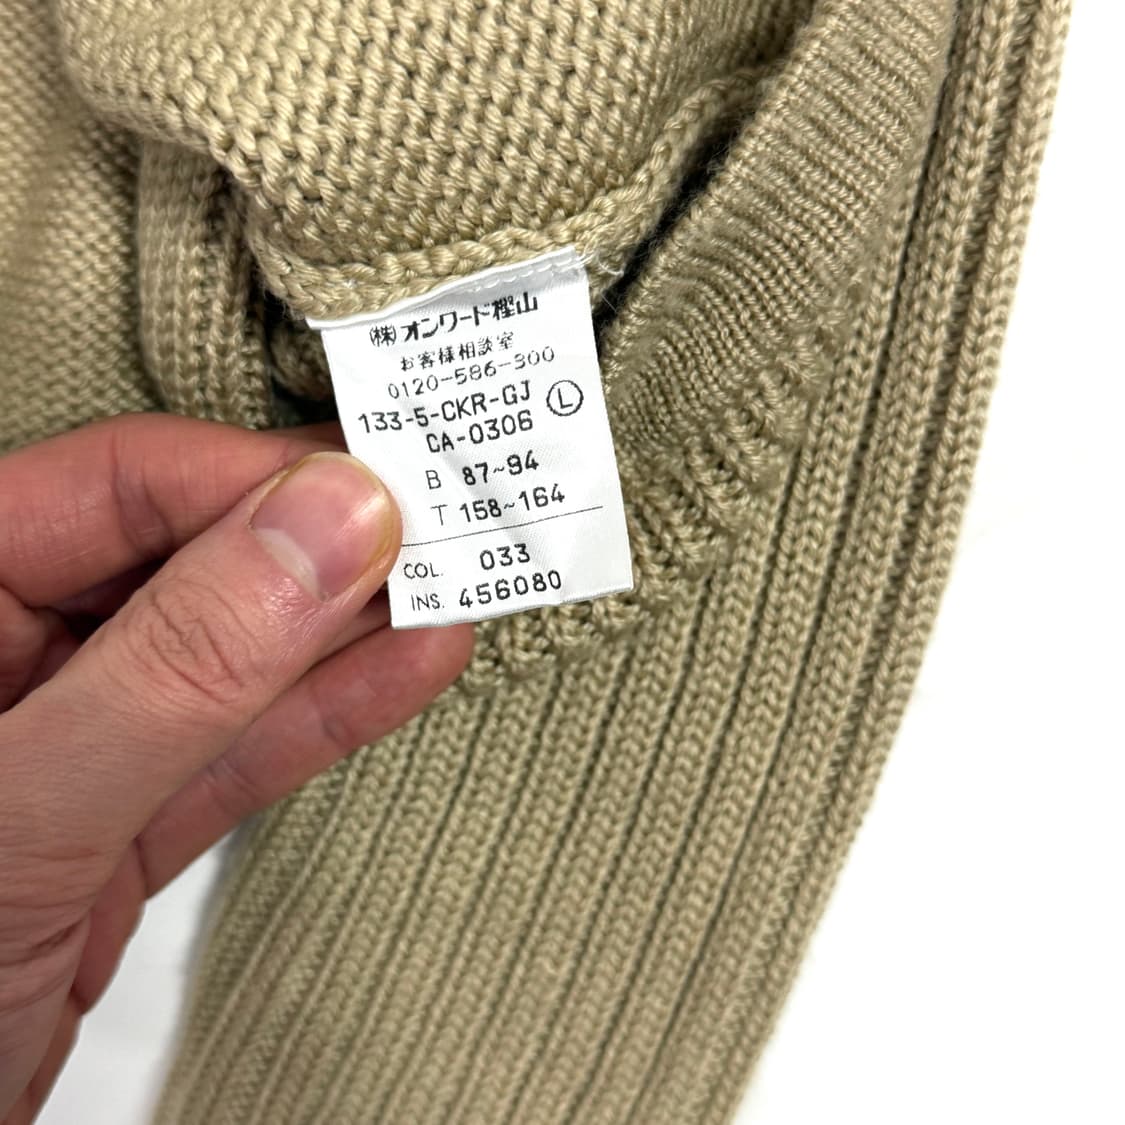 (株)オンワード樫山
お客様相談室
0120-586-300
133-5-CKR-GJ Ⓛ
CA-0306
B 87~94
T 158~164
COL. 033
INS. 456080